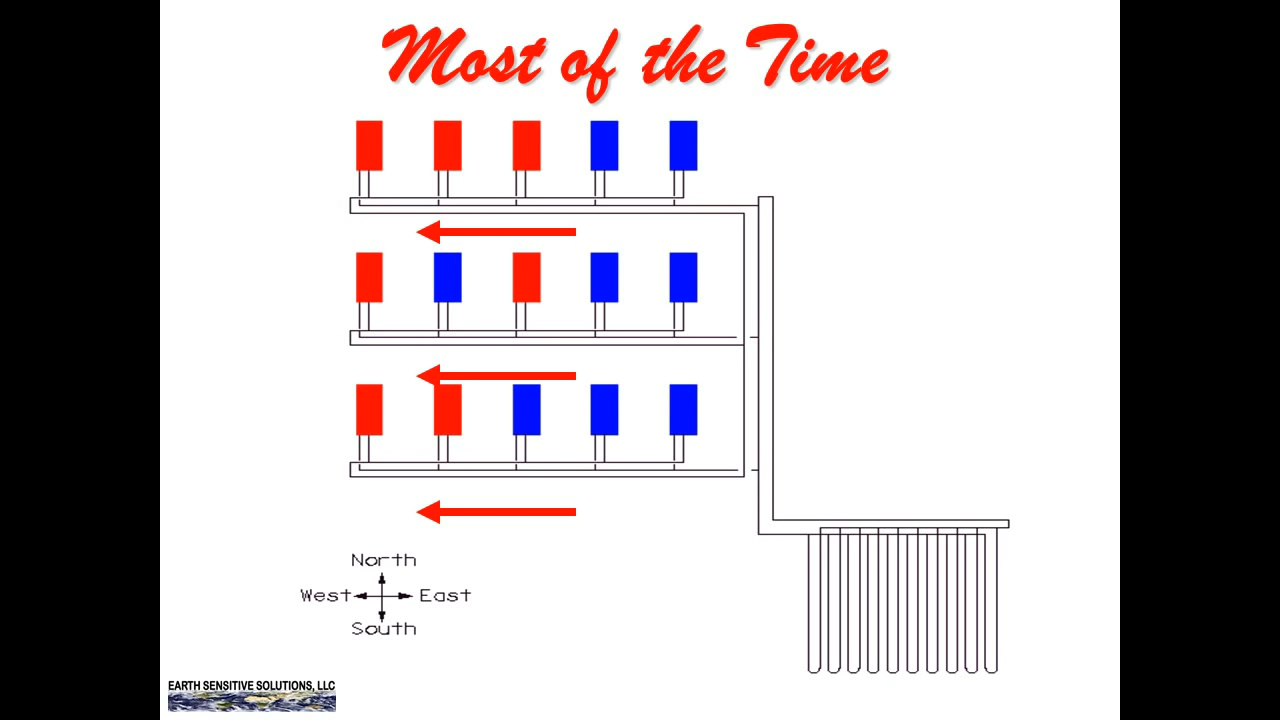 Most of the Time
North
West East
South
EARTH SENSITIVE SOLUTIONS, LLC